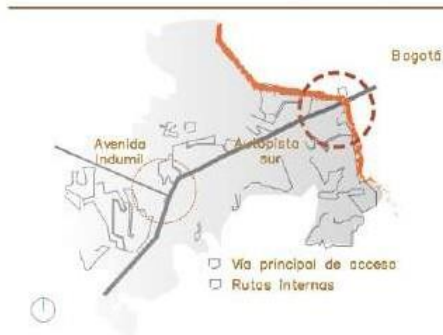 Bogotá
Avenida
Indumil
Autopista
sur
Vía principal de acceso
Rutas internas